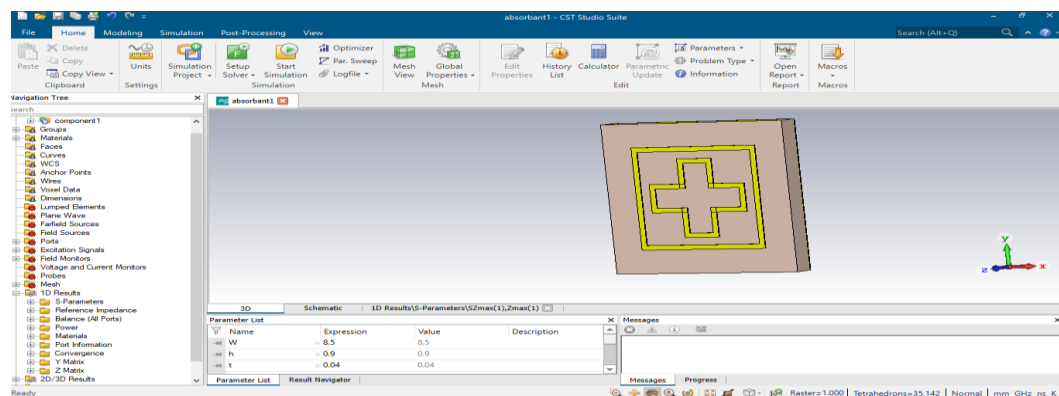 absorbant1 - CST Studio Suite
File Home Modeling Simulation Post-Processing View Search (Alt+Q)
Paste Delete Copy Copy View Clipboard
Units Settings
Simulation Project Setup Solver Start Simulation Optimizer Par. Sweep Logfile Simulation
Mesh View Global Properties Mesh
Edit Properties History List Calculator Parametric Update Parameters Problem Type Information Edit
Open Report Report
Macros Macros
Navigation Tree
absorbant1
Search
component1
Groups
Materials
Faces
Curves
WCS
Anchor Points
Wires
Voxel Data
Dimensions
Lumped Elements
Plane Wave
Farfield Sources
Field Sources
Ports
Excitation Signals
Field Monitors
Voltage and Current Monitors
Probes
Mesh
1D Results
S-Parameters
Reference Impedance
Balance (All Ports)
Power
Materials
Port Information
Convergence
Y Matrix
Z Matrix
2D/3D Results
y
z x
3D Schematic 1D Results\S-Parameters\SZmax(1),Zmax(1)
Parameter List
Name Expression Value Description
W = 8.5 8.5
h = 0.9 0.9
t = 0.04 0.04
Parameter List Result Navigator
Messages
Messages Progress
Ready
Raster=1.000 Tetrahedrons=35.142 Normal mm GHz ns K